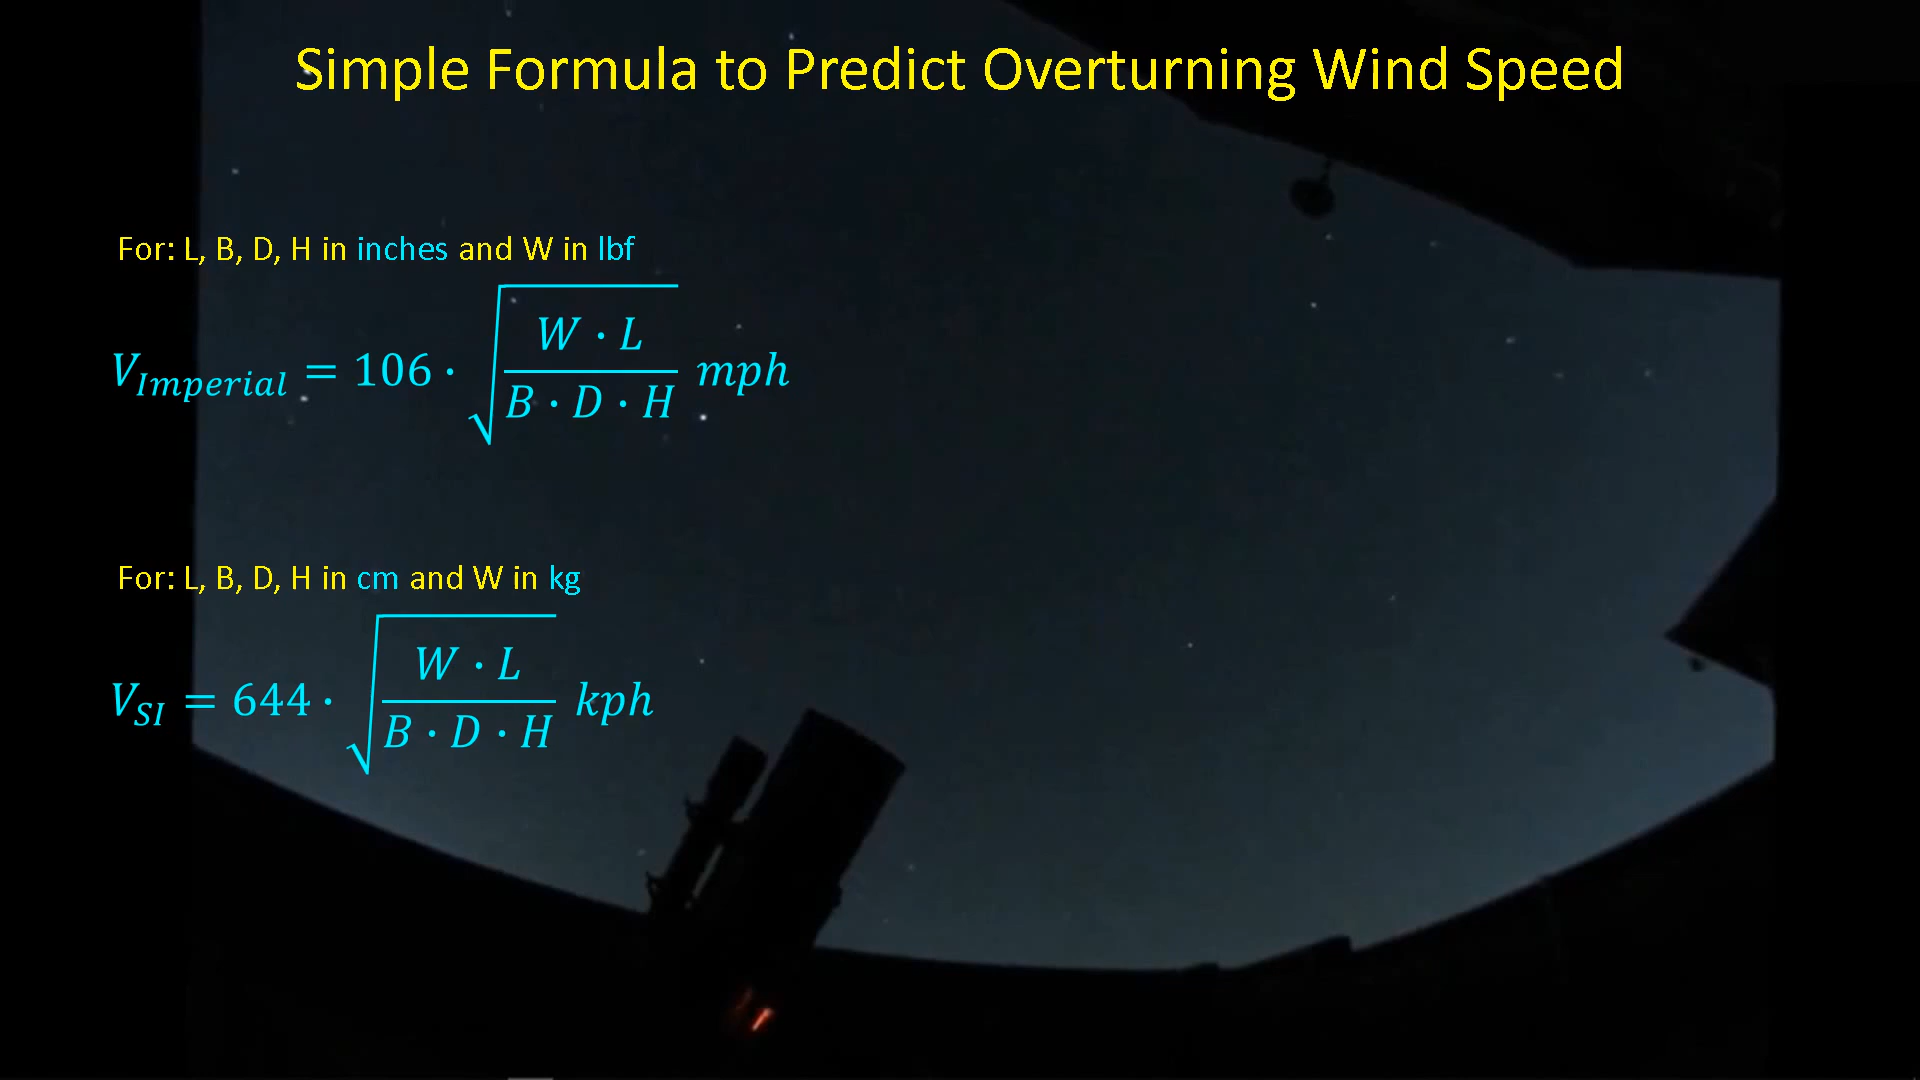 Simple Formula to Predict Overturning Wind Speed
For: L, B, D, H in inches and W in lbf
V_Imperial = 106 · √(W · L / B · D · H) mph
For: L, B, D, H in cm and W in kg
V_SI = 644 · √(W · L / B · D · H) kph